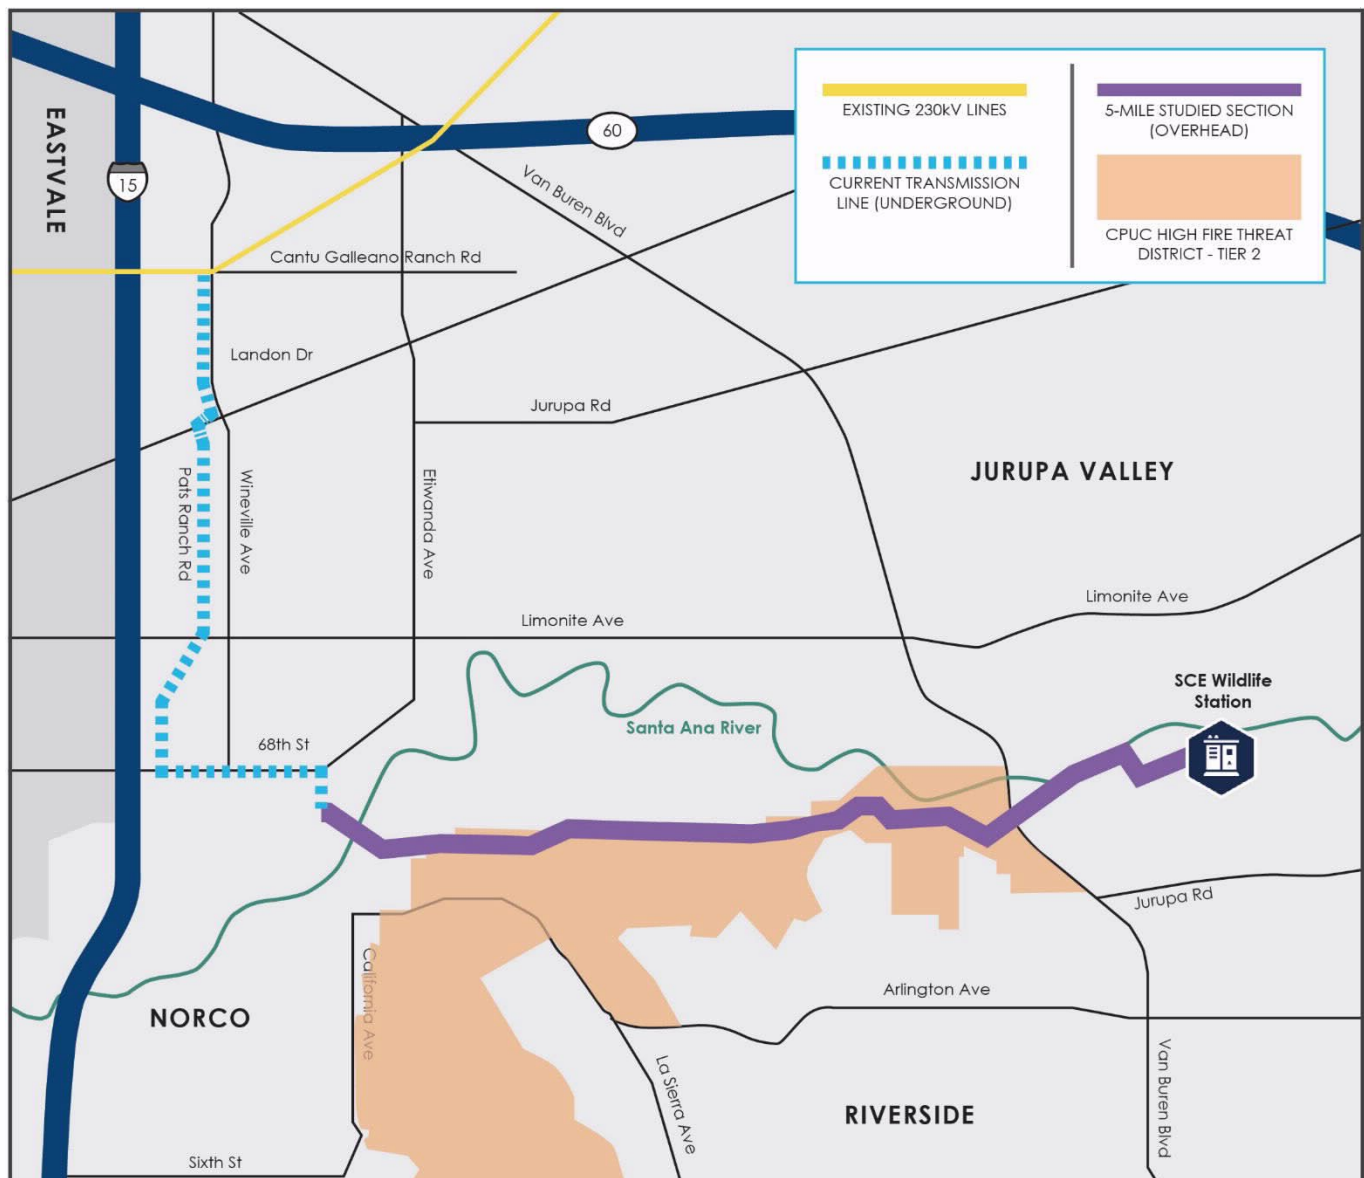 EASTVALE
15
60
EXISTING 230kV LINES
CURRENT TRANSMISSION
LINE (UNDERGROUND)
5-MILE STUDIED SECTION
(OVERHEAD)
CPUC HIGH FIRE THREAT
DISTRICT - TIER 2
Van Buren Blvd
Cantu Galleano Ranch Rd
Landon Dr
Jurupa Rd
JURUPA VALLEY
Pats Ranch Rd
Wineville Ave
Etiwanda Ave
Limonite Ave
Limonite Ave
SCE Wildlife
Station
Santa Ana River
68th St
Jurupa Rd
California Ave
Arlington Ave
NORCO
La Sierra Ave
Van Buren Blvd
RIVERSIDE
Sixth St